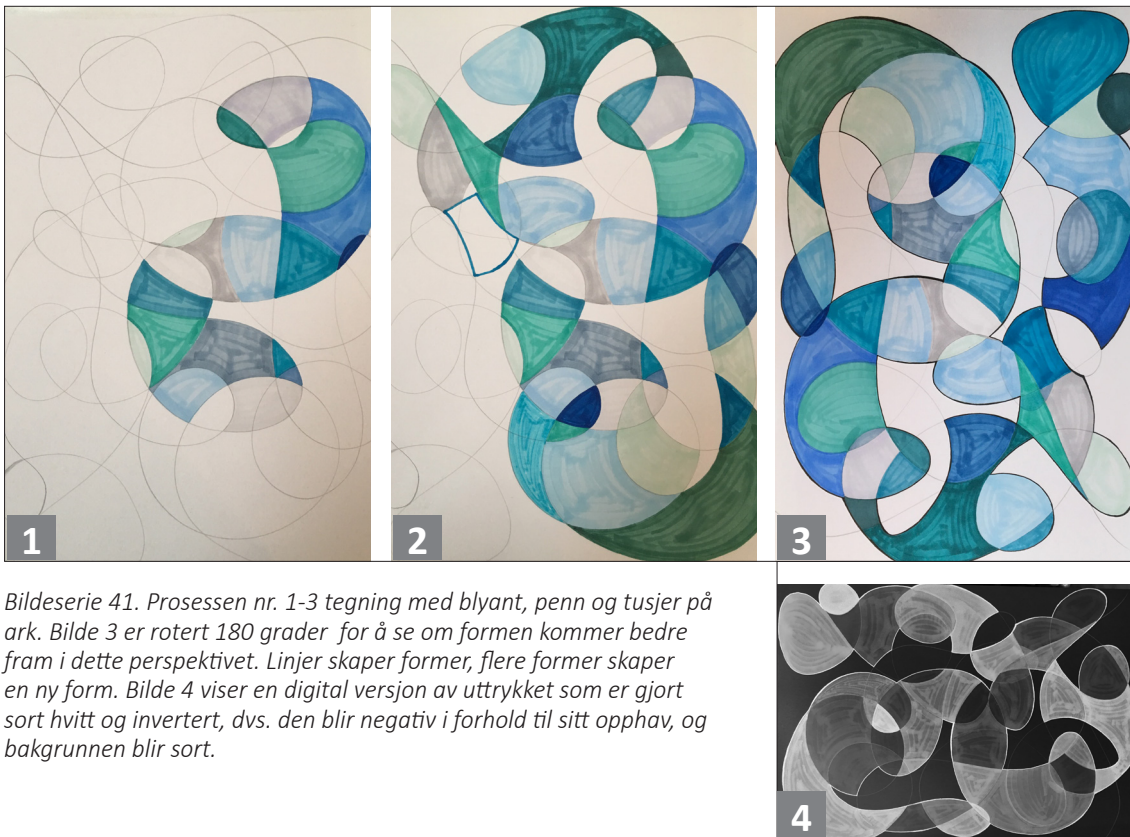 1
2
3
Bildeserie 41. Prosessen nr. 1-3 tegning med blyant, penn og tusjer på
ark. Bilde 3 er rotert 180 grader  for å se om formen kommer bedre
fram i dette perspektivet. Linjer skaper former, flere former skaper
en ny form. Bilde 4 viser en digital versjon av uttrykket som er gjort
sort hvitt og invertert, dvs. den blir negativ i forhold til sitt opphav, og
bakgrunnen blir sort.
4